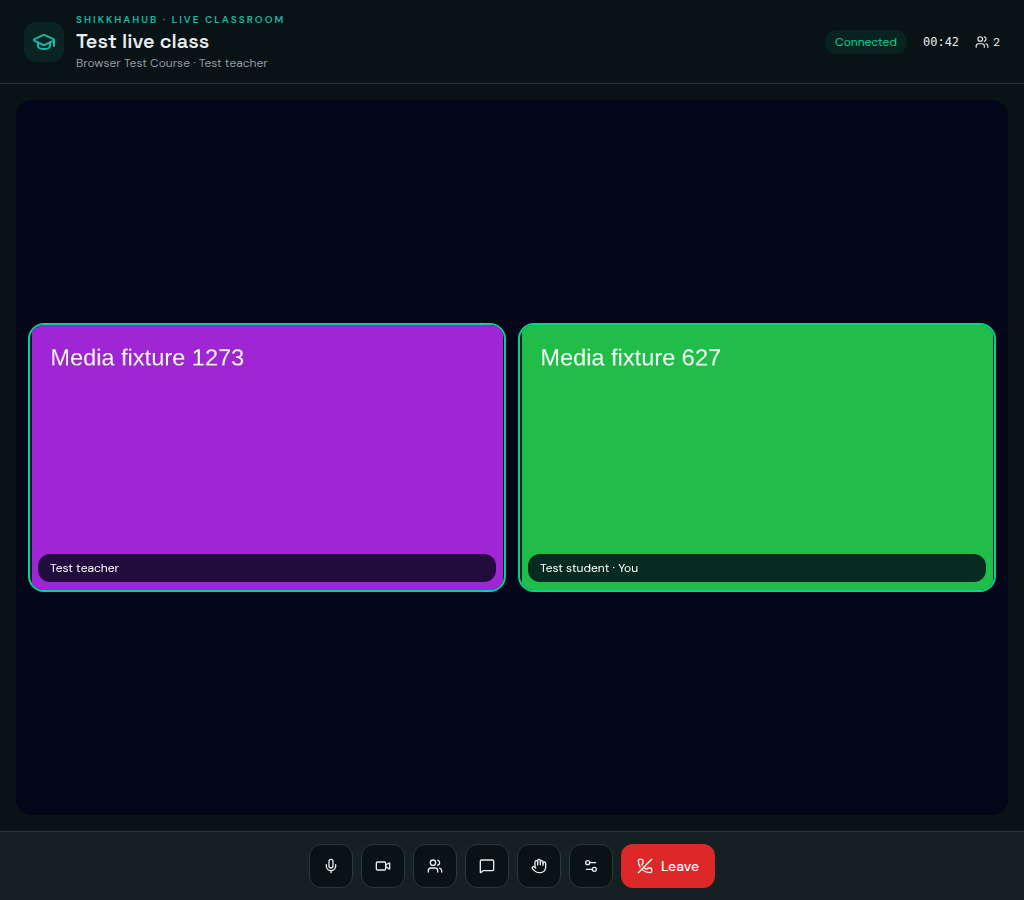 SHIKKHAHUB · LIVE CLASSROOM
Test live class
Browser Test Course · Test teacher
Connected
00:42
2
Media fixture 1273
Media fixture 627
Test teacher
Test student · You
Leave